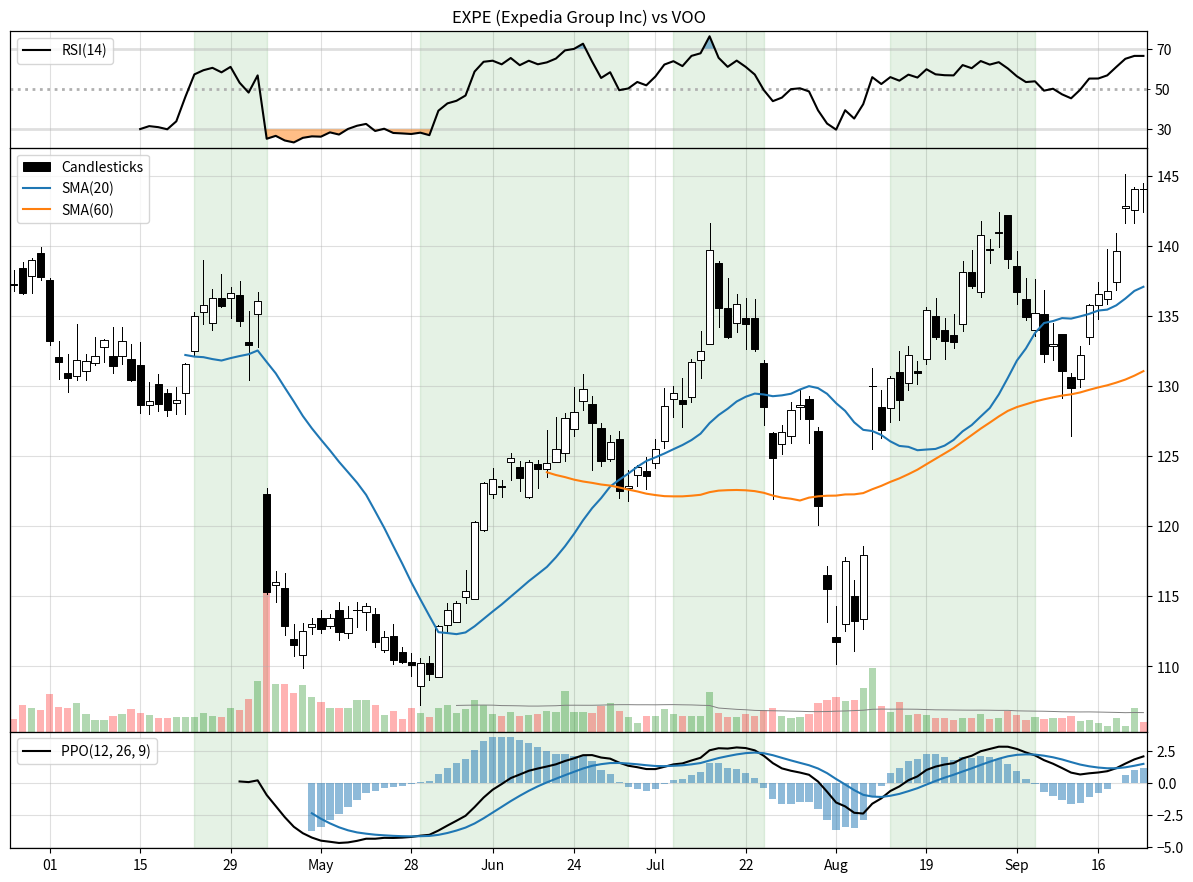 EXPE (Expedia Group Inc) vs VOO
RSI(14)
70
50
30
Candlesticks
SMA(20)
SMA(60)
145
140
135
130
125
120
115
110
PPO(12, 26, 9)
2.5
0.0
−2.5
−5.0
01 15 29 May 28 Jun 24 Jul 22 Aug 19 Sep 16